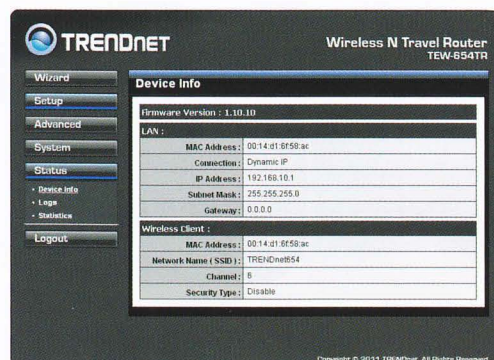 TRENDNET
Wireless N Travel Router
TEW-654TR
Wizard
Setup
Advanced
System
Status
• Device Info
• Logs
• Statistics
Logout
Device Info
Firmware Version : 1.10.10
LAN :
MAC Address : 00:14:d1:6f:58:ac
Connection : Dynamic IP
IP Address : 192.168.10.1
Subnet Mask : 255.255.255.0
Gateway : 0.0.0.0
Wireless Client :
MAC Address : 00:14:d1:6f:58:ac
Network Name ( SSID ) : TRENDnet654
Channel : 6
Security Type : Disable
Copyright © 2011 TRENDnet. All Rights Reserved